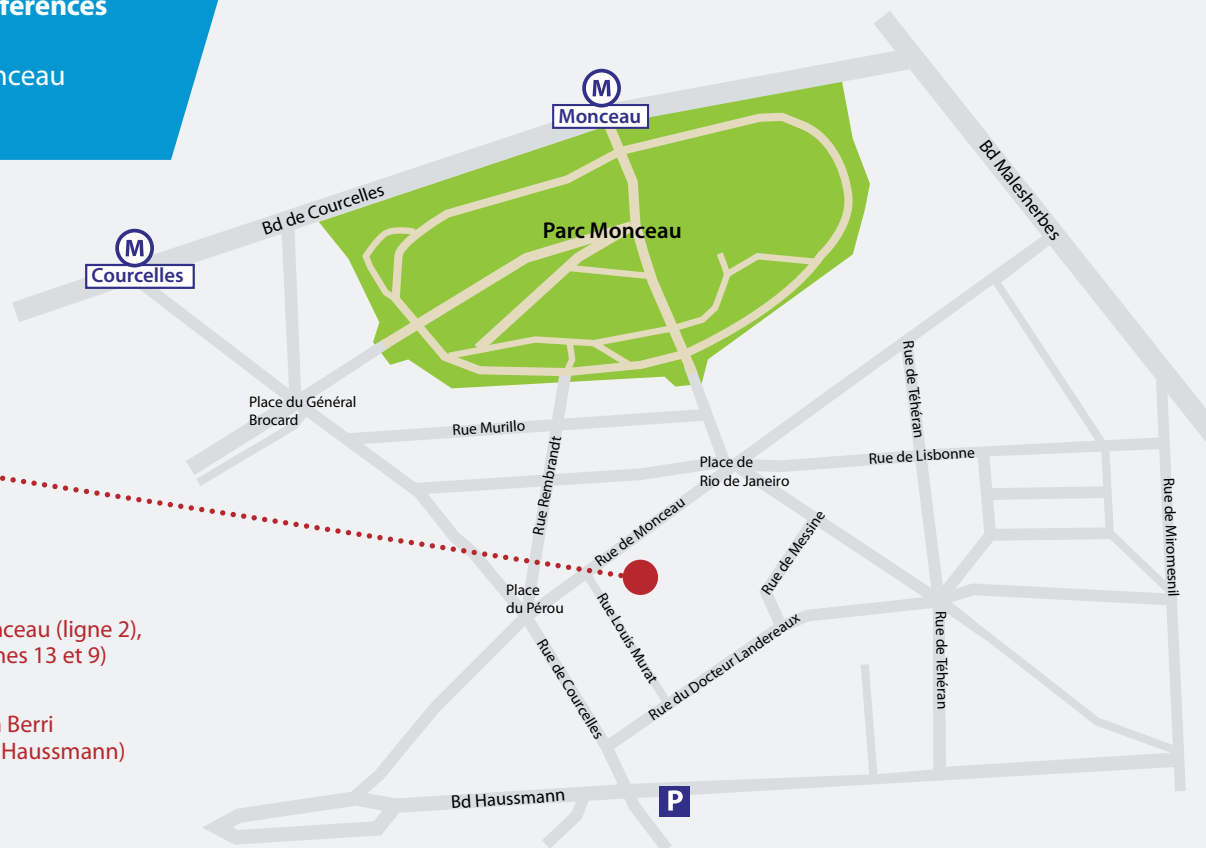 nceau
M
Monceau
Bd Malesherbes
Bd de Courcelles
Parc Monceau
M
Courcelles
Place du Général
Brocard
Rue Murillo
Rue de Téhéran
Rue de Lisbonne
Place de
Rio de Janeiro
Rue Rembrandt
Rue de Monceau
Rue de Messine
Rue de Miromesnil
Place
du Pérou
Rue Louis Murat
Rue du Docteur Landereaux
Rue de Téhéran
Rue de Courcelles
nceau (ligne 2),
nes 13 et 9)
Berri
Haussmann)
Bd Haussmann
P